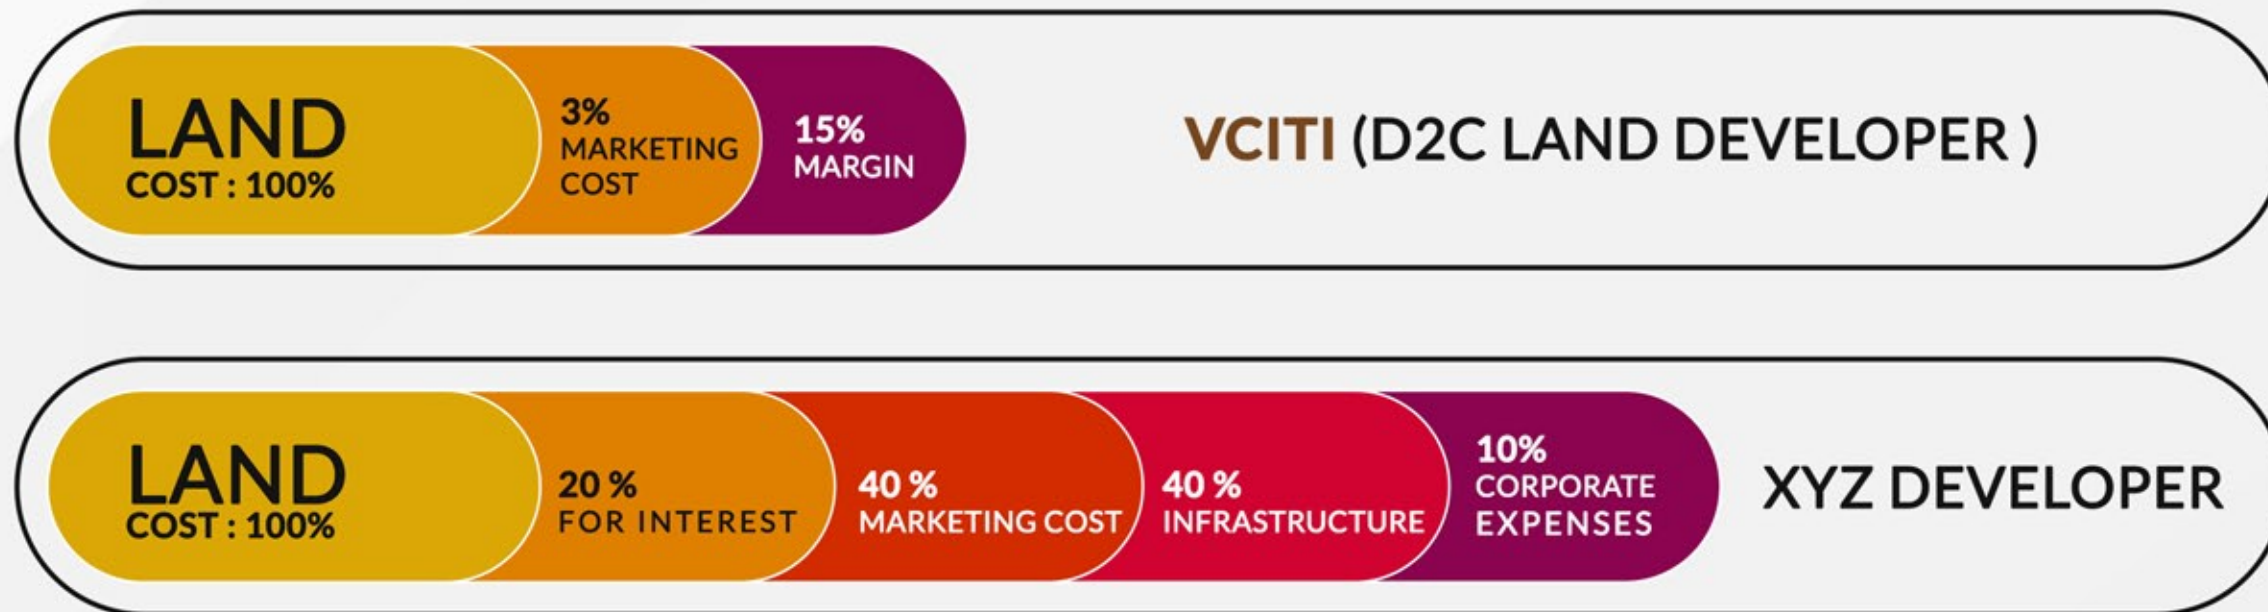 LAND
COST : 100%
3%
MARKETING
COST
15%
MARGIN
VCITI (D2C LAND DEVELOPER )
LAND
COST : 100%
20 %
FOR INTEREST
40 %
MARKETING COST
40 %
INFRASTRUCTURE
10%
CORPORATE
EXPENSES
XYZ DEVELOPER